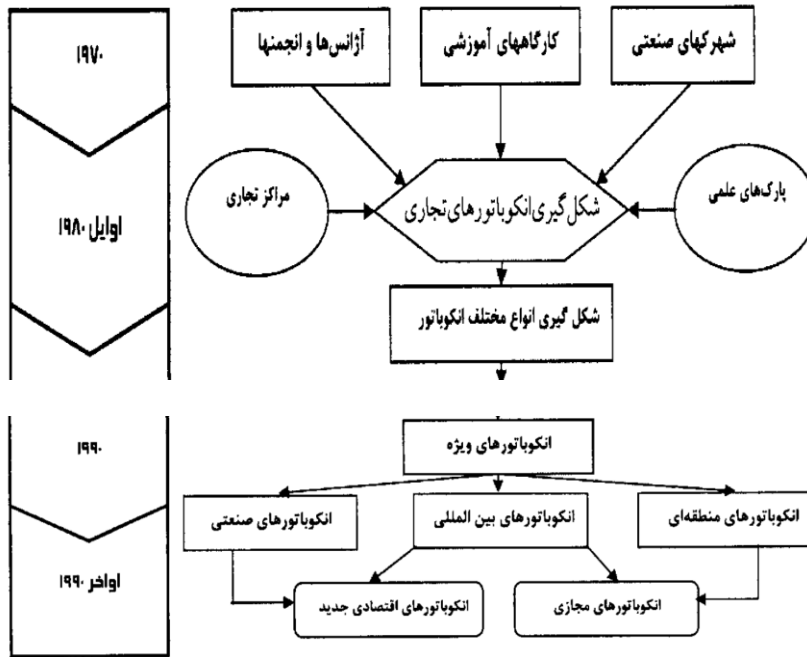 ۱۹۷۰
شهرکهای صنعتی
کارگاههای آموزشی
آژانس‌ها و انجمنها
پارک‌های علمی
شکل‌گیری انکوباتورهای تجاری
مراکز تجاری
اوایل ۱۹۸۰
شکل گیری انواع مختلف انکوباتور
۱۹۹۰
انکوباتورهای ویژه
انکوباتورهای منطقه‌ای
انکوباتورهای بین المللی
انکوباتورهای صنعتی
اواخر ۱۹۹۰
انکوباتورهای مجازی
انکوباتورهای اقتصادی جدید